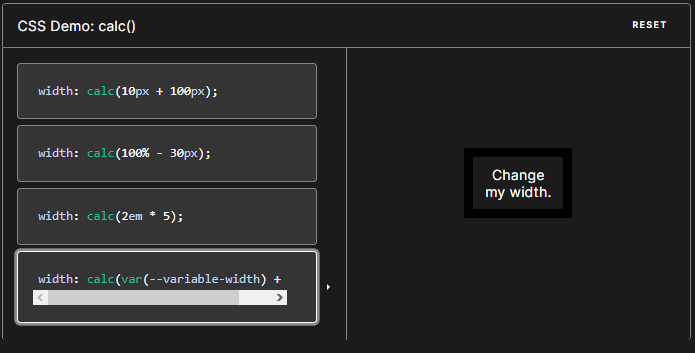 CSS Demo: calc()
RESET
width: calc(10px + 100px);
width: calc(100% - 30px);
width: calc(2em * 5);
width: calc(var(--variable-width) +
Change
my width.